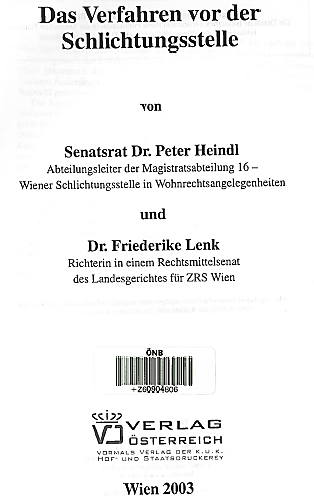 Das Verfahren vor der
Schlichtungsstelle
von
Senatsrat Dr. Peter Heindl
Abteilungsleiter der Magistratsabteilung 16 –
Wiener Schlichtungsstelle in Wohnrechtsangelegenheiten
und
Dr. Friederike Lenk
Richterin in einem Rechtsmittelsenat
des Landesgerichtes für ZRS Wien
ÖNB
+Z60904806
VERLAG
ÖSTERREICH
VORMALS VERLAG DER K.U.K.
HOF- UND STAATSDRUCKEREY
Wien 2003